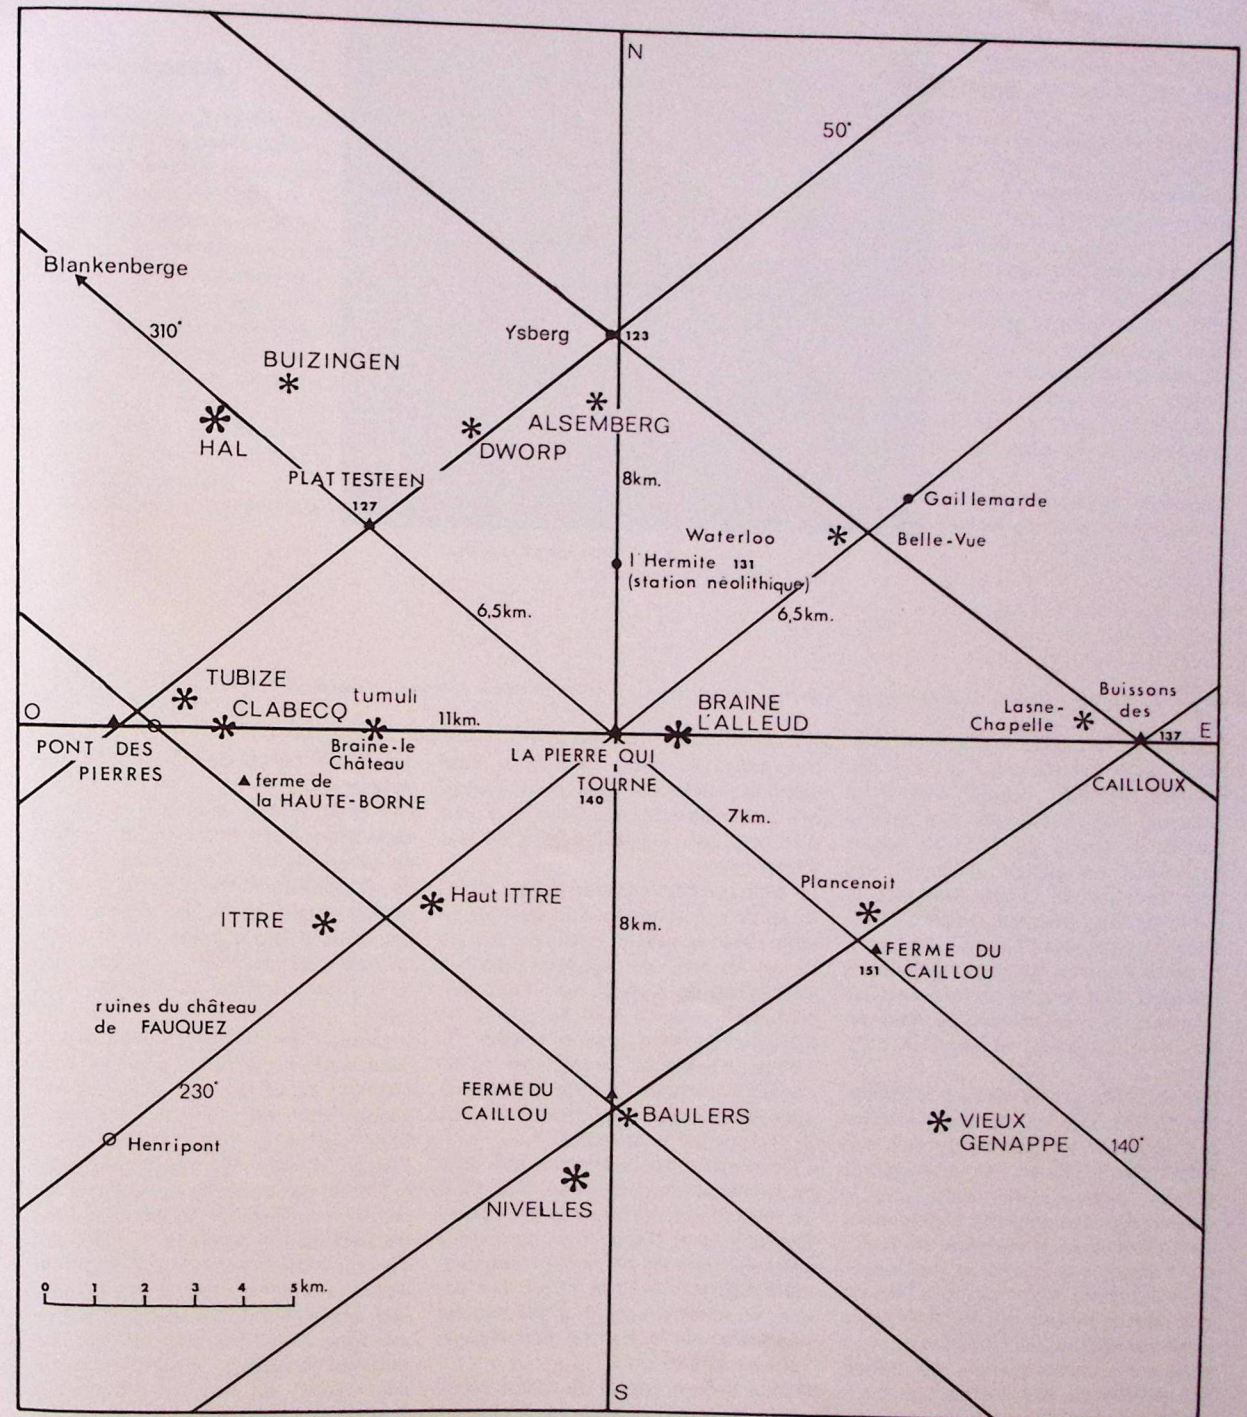 N
50°
Blankenberge
310°
Ysberg
123
BUIZINGEN
ALSEMBERG
HAL
DWORP
PLATTESTEEN
127
8km.
Gaillemarde
Waterloo
Belle-Vue
l'Hermite 131
(station néolithique)
6,5km.
6,5km.
TUBIZE
CLABECQ
tumuli
11km.
BRAINE
L'ALLEUD
Lasne-
Chapelle
Buissons
des
O
E
137
PONT DES
PIERRES
Braine-le
Château
LA PIERRE QUI
TOURNE
140
CAILLOUX
ferme de
la HAUTE-BORNE
7km.
Plancenoit
Haut ITTRE
ITTRE
8km.
FERME DU
CAILLOU
151
ruines du château
de FAUQUEZ
230°
FERME DU
CAILLOU
BAULERS
VIEUX
GENAPPE
140°
Henripont
NIVELLES
0 1 2 3 4 5km.
S